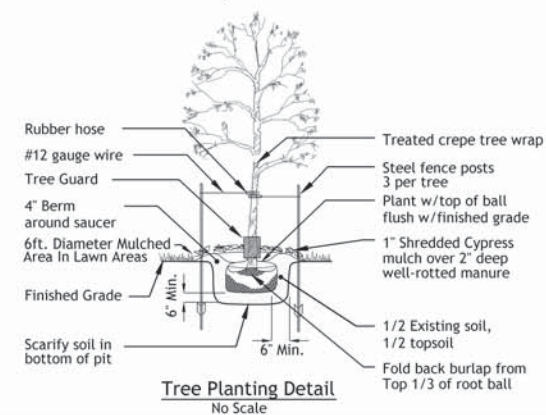 Rubber hose
#12 gauge wire
Tree Guard
4" Berm
around saucer
6ft. Diameter Mulched
Area In Lawn Areas
Finished Grade
Scarify soil in
bottom of pit
6" Min.
6" Min.
Treated crepe tree wrap
Steel fence posts
3 per tree
Plant w/top of ball
flush w/finished grade
1" Shredded Cypress
mulch over 2" deep
well-rotted manure
1/2 Existing soil,
1/2 topsoil
Fold back burlap from
Top 1/3 of root ball
Tree Planting Detail
No Scale